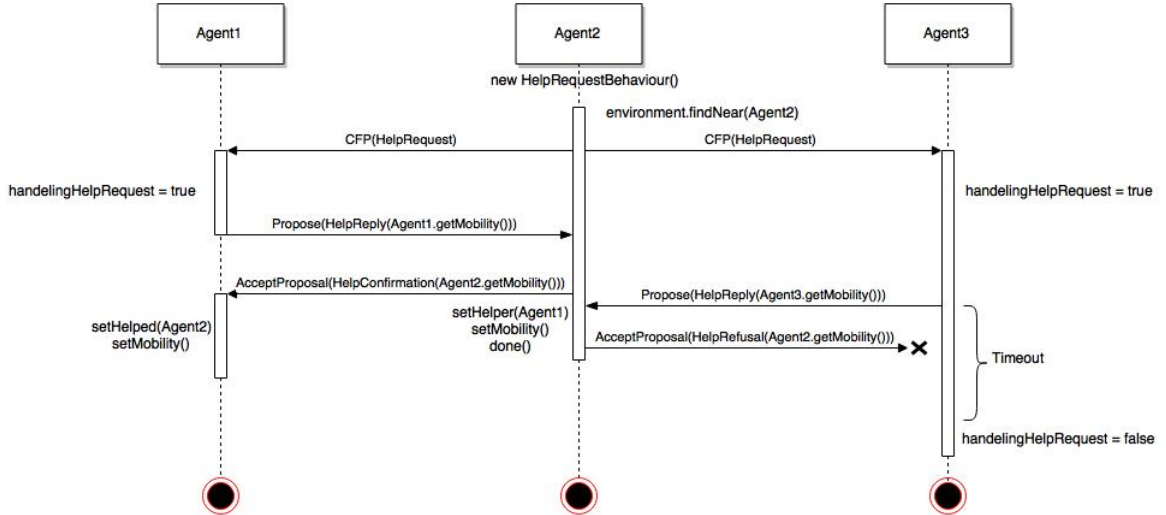 Agent1
Agent2
Agent3
new HelpRequestBehaviour()
environment.findNear(Agent2)
CFP(HelpRequest)
CFP(HelpRequest)
handelingHelpRequest = true
handelingHelpRequest = true
Propose(HelpReply(Agent1.getMobility()))
AcceptProposal(HelpConfirmation(Agent2.getMobility()))
Propose(HelpReply(Agent3.getMobility()))
setHelper(Agent1)
setMobility()
done()
setHelped(Agent2)
setMobility()
AcceptProposal(HelpRefusal(Agent2.getMobility()))
Timeout
handelingHelpRequest = false